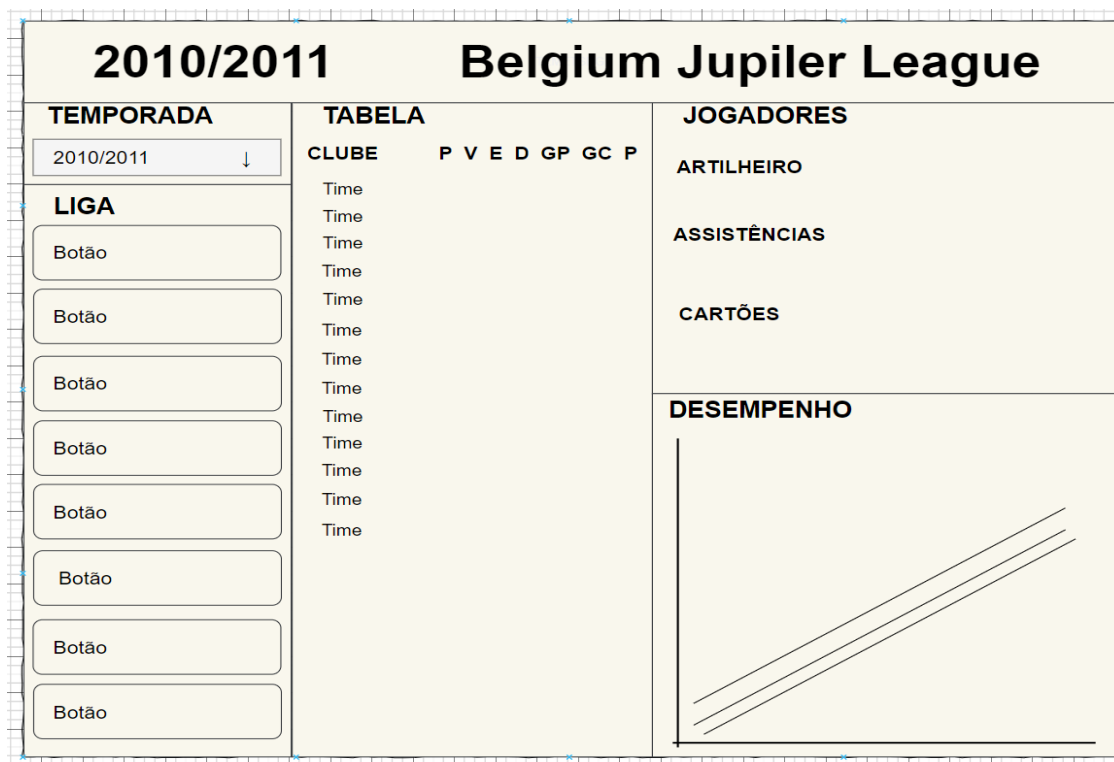 2010/2011 Belgium Jupiler League
TEMPORADA
2010/2011 ↓
LIGA
Botão
Botão
Botão
Botão
Botão
Botão
Botão
Botão
TABELA
CLUBE P V E D GP GC P
Time
Time
Time
Time
Time
Time
Time
Time
Time
Time
Time
Time
Time
JOGADORES
ARTILHEIRO
ASSISTÊNCIAS
CARTÕES
DESEMPENHO